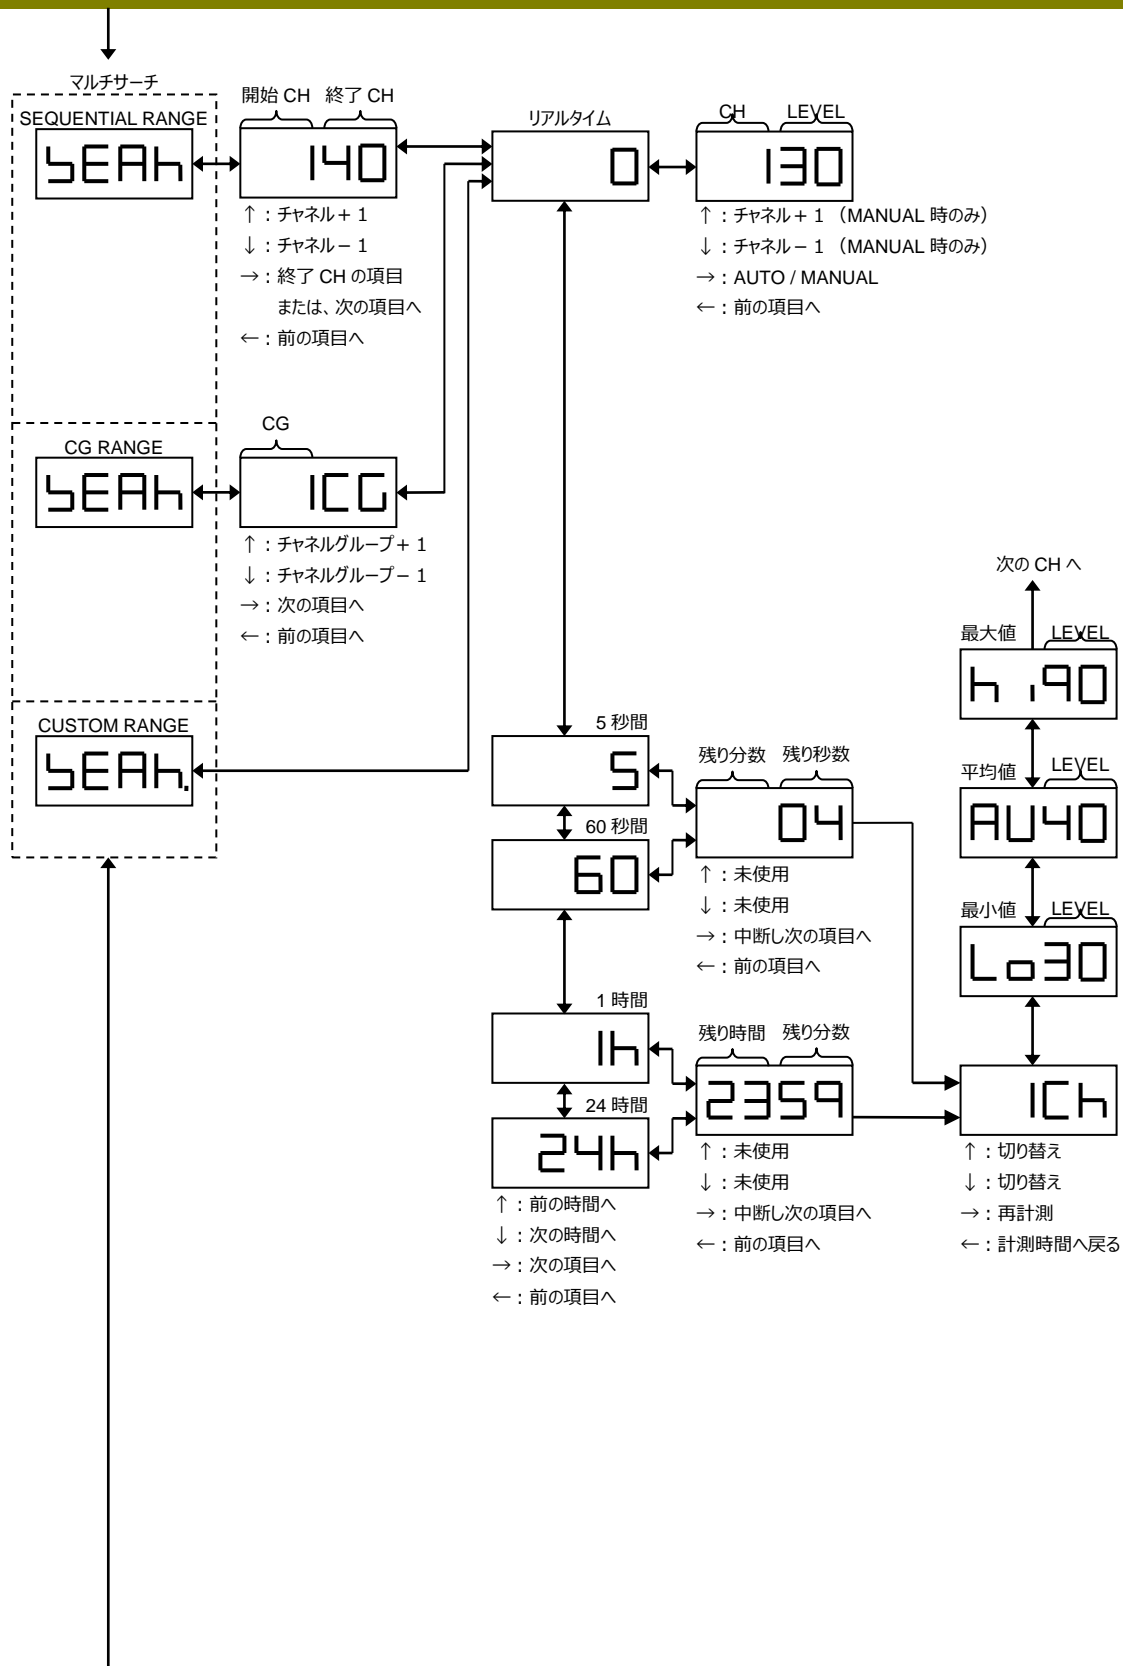 マルチサーチ
SEQUENTIAL RANGE
SEAh
開始 CH 終了 CH
140
↑：チャネル＋ 1
↓：チャネル－ 1
→：終了 CH の項目
または、次の項目へ
←：前の項目へ
リアルタイム
0
CH LEVEL
130
↑：チャネル＋ 1 （MANUAL 時のみ）
↓：チャネル－ 1 （MANUAL 時のみ）
→：AUTO / MANUAL
←：前の項目へ
CG RANGE
SEAh
CG
1CG
↑：チャネルグループ＋ 1
↓：チャネルグループ－ 1
→：次の項目へ
←：前の項目へ
CUSTOM RANGE
SEAh.
5 秒間
5
60 秒間
60
残り分数 残り秒数
04
↑：未使用
↓：未使用
→：中断し次の項目へ
←：前の項目へ
1 時間
1h
24 時間
24h
↑：前の時間へ
↓：次の時間へ
→：次の項目へ
←：前の項目へ
残り時間 残り分数
2359
↑：未使用
↓：未使用
→：中断し次の項目へ
←：前の項目へ
次の CH へ
最大値 LEVEL
hi90
平均値 LEVEL
AU40
最小値 LEVEL
Lo30
1Ch
↑：切り替え
↓：切り替え
→：再計測
←：計測時間へ戻る